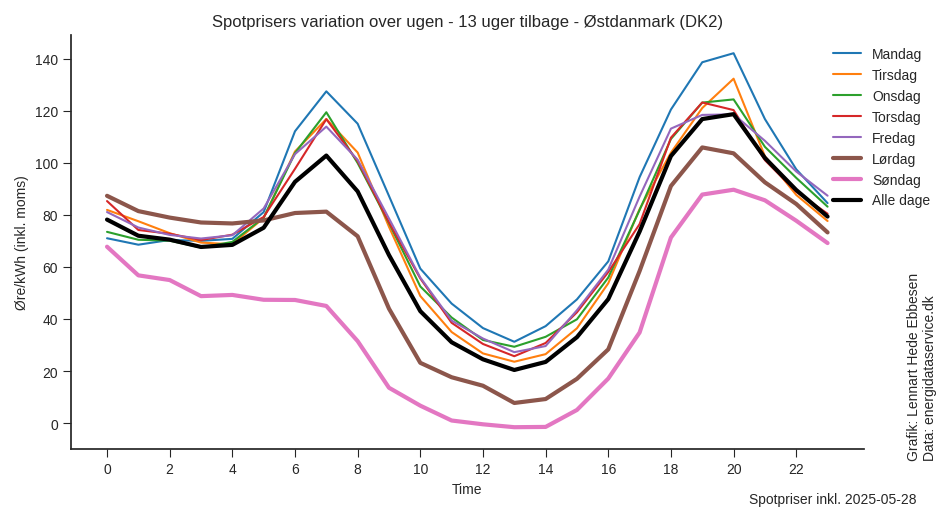 Spotprisers variation over ugen - 13 uger tilbage - Østdanmark (DK2)
Mandag
Tirsdag
Onsdag
Torsdag
Fredag
Lørdag
Søndag
Alle dage
Øre/kWh (inkl. moms)
140
120
100
80
60
40
20
0
0 2 4 6 8 10 12 14 16 18 20 22
Time
Grafik: Lennart Hede Ebbesen
Data: energidataservice.dk
Spotpriser inkl. 2025-05-28